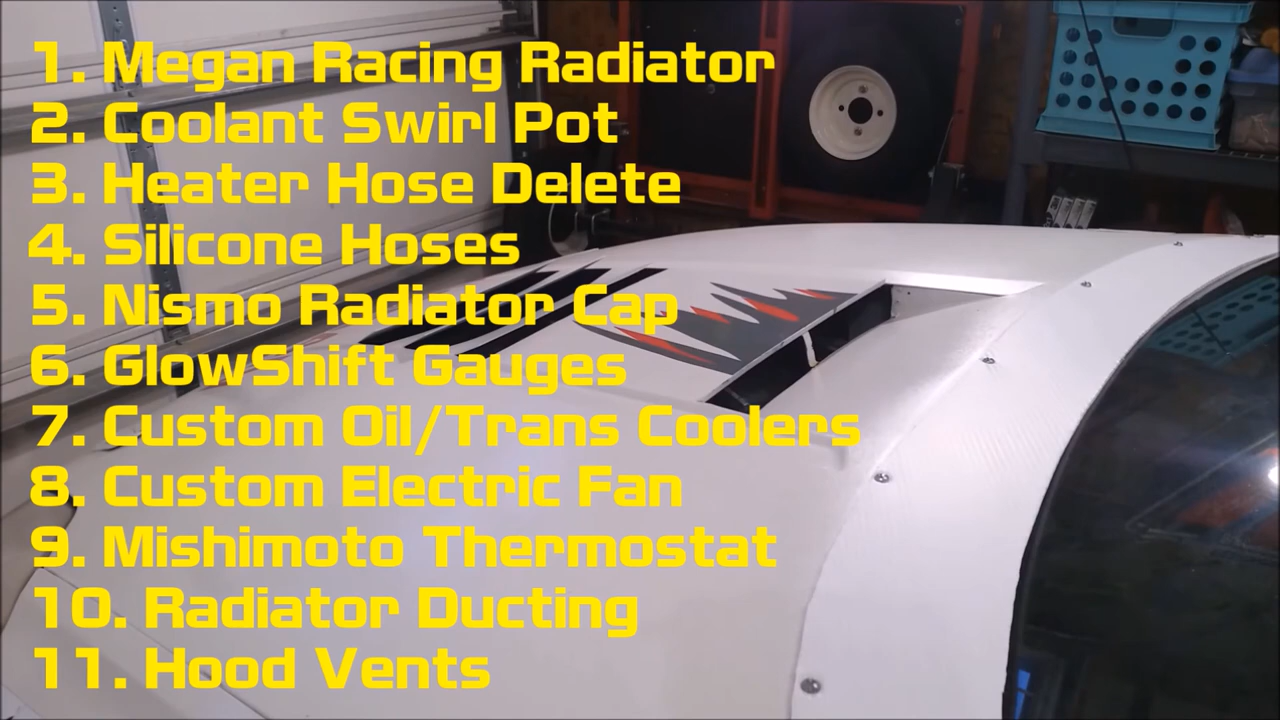 1. Megan Racing Radiator
2. Coolant Swirl Pot
3. Heater Hose Delete
4. Silicone Hoses
5. Nismo Radiator Cap
6. GlowShift Gauges
7. Custom Oil/Trans Coolers
8. Custom Electric Fan
9. Mishimoto Thermostat
10. Radiator Ducting
11. Hood Vents